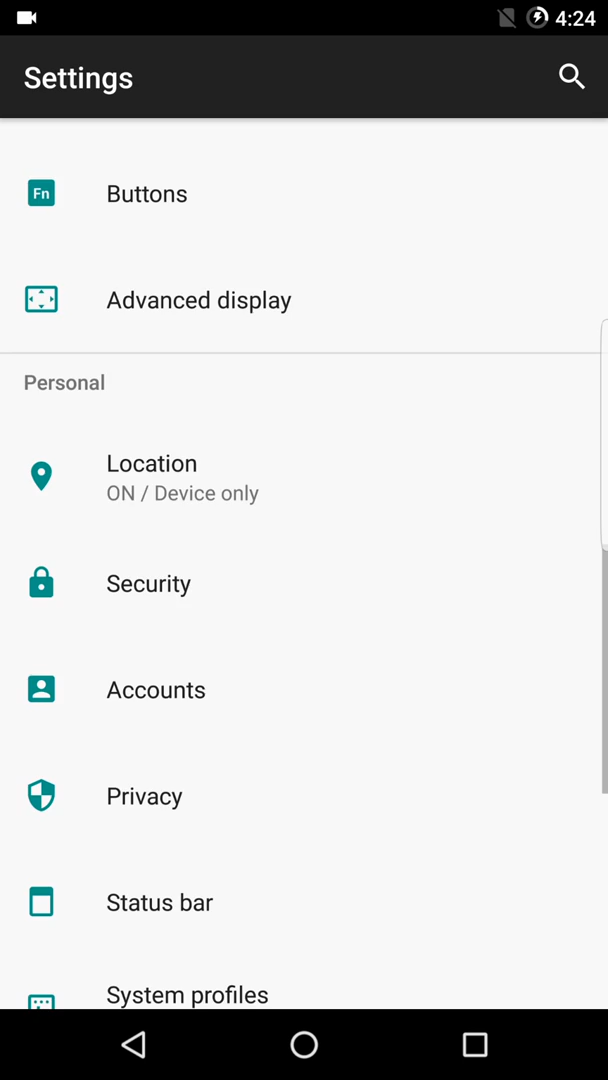 4:24
Settings
Fn
Buttons
Advanced display
Personal
Location
ON / Device only
Security
Accounts
Privacy
Status bar
System profiles